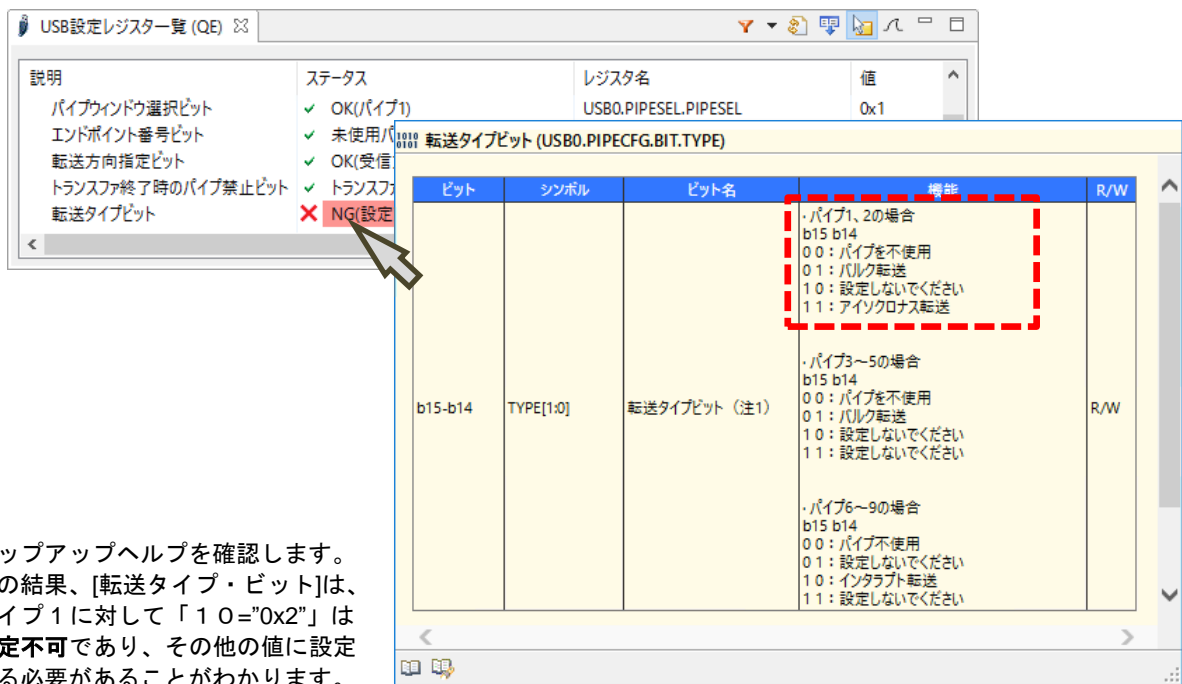 USB設定レジスター覧 (QE)
説明 ステータス レジスタ名 値
パイプウィンドウ選択ビット OK(パイプ1) USB0.PIPESEL.PIPESEL 0x1
エンドポイント番号ビット 未使用パ
転送方向指定ビット OK(受信
トランスファ終了時のパイプ禁止ビット トランスファ
転送タイプビット NG(設定
転送タイプビット (USB0.PIPECFG.BIT.TYPE)
ビット シンボル ビット名 機能 R/W
・パイプ1、2の場合
b15 b14
0 0：パイプを不使用
0 1：バルク転送
1 0：設定しないでください
1 1：アイソクロナス転送
・パイプ3～5の場合
b15 b14
0 0：パイプを不使用
b15-b14 TYPE[1:0] 転送タイプビット（注1） 0 1：バルク転送 R/W
1 0：設定しないでください
1 1：設定しないでください
・パイプ6～9の場合
b15 b14
0 0：パイプ不使用
0 1：設定しないでください
1 0：インタラプト転送
1 1：設定しないでください
ップアップヘルプを確認します。
の結果、[転送タイプ・ビット]は、
イプ１に対して「１０=”0x2”」は
定不可であり、その他の値に設定
る必要があることがわかります。